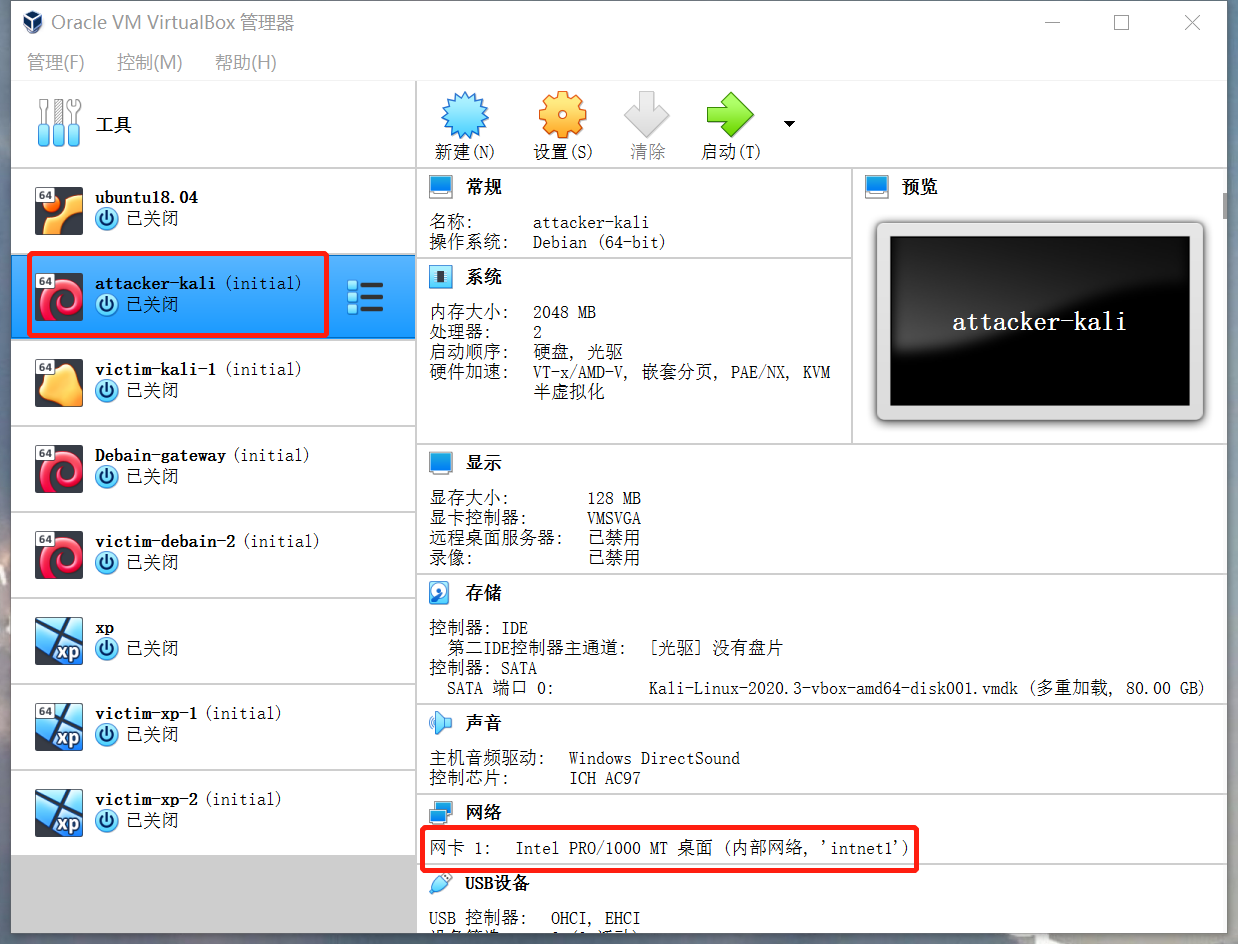 Oracle VM VirtualBox 管理器
管理(F) 控制(M) 帮助(H)
工具
新建(N) 设置(S) 清除 启动(T)
64 ubuntu18.04
已关闭
64 attacker-kali (initial)
已关闭
64 victim-kali-1 (initial)
已关闭
64 Debain-gateway (initial)
已关闭
64 victim-debain-2 (initial)
已关闭
xp xp
已关闭
64 xp victim-xp-1 (initial)
已关闭
xp victim-xp-2 (initial)
已关闭
常规
名称: attacker-kali
操作系统: Debian (64-bit)
预览
attacker-kali
系统
内存大小: 2048 MB
处理器: 2
启动顺序: 硬盘, 光驱
硬件加速: VT-x/AMD-V, 嵌套分页, PAE/NX, KVM
半虚拟化
显示
显存大小: 128 MB
显卡控制器: VMSVGA
远程桌面服务器: 已禁用
录像: 已禁用
存储
控制器: IDE
第二IDE控制器主通道: [光驱] 没有盘片
控制器: SATA
SATA 端口 0: Kali-Linux-2020.3-vbox-amd64-disk001.vmdk (多重加载, 80.00 GB)
声音
主机音频驱动: Windows DirectSound
控制芯片: ICH AC97
网络
网卡 1: Intel PRO/1000 MT 桌面 (内部网络, 'intnet1')
USB设备
USB 控制器: OHCI, EHCI